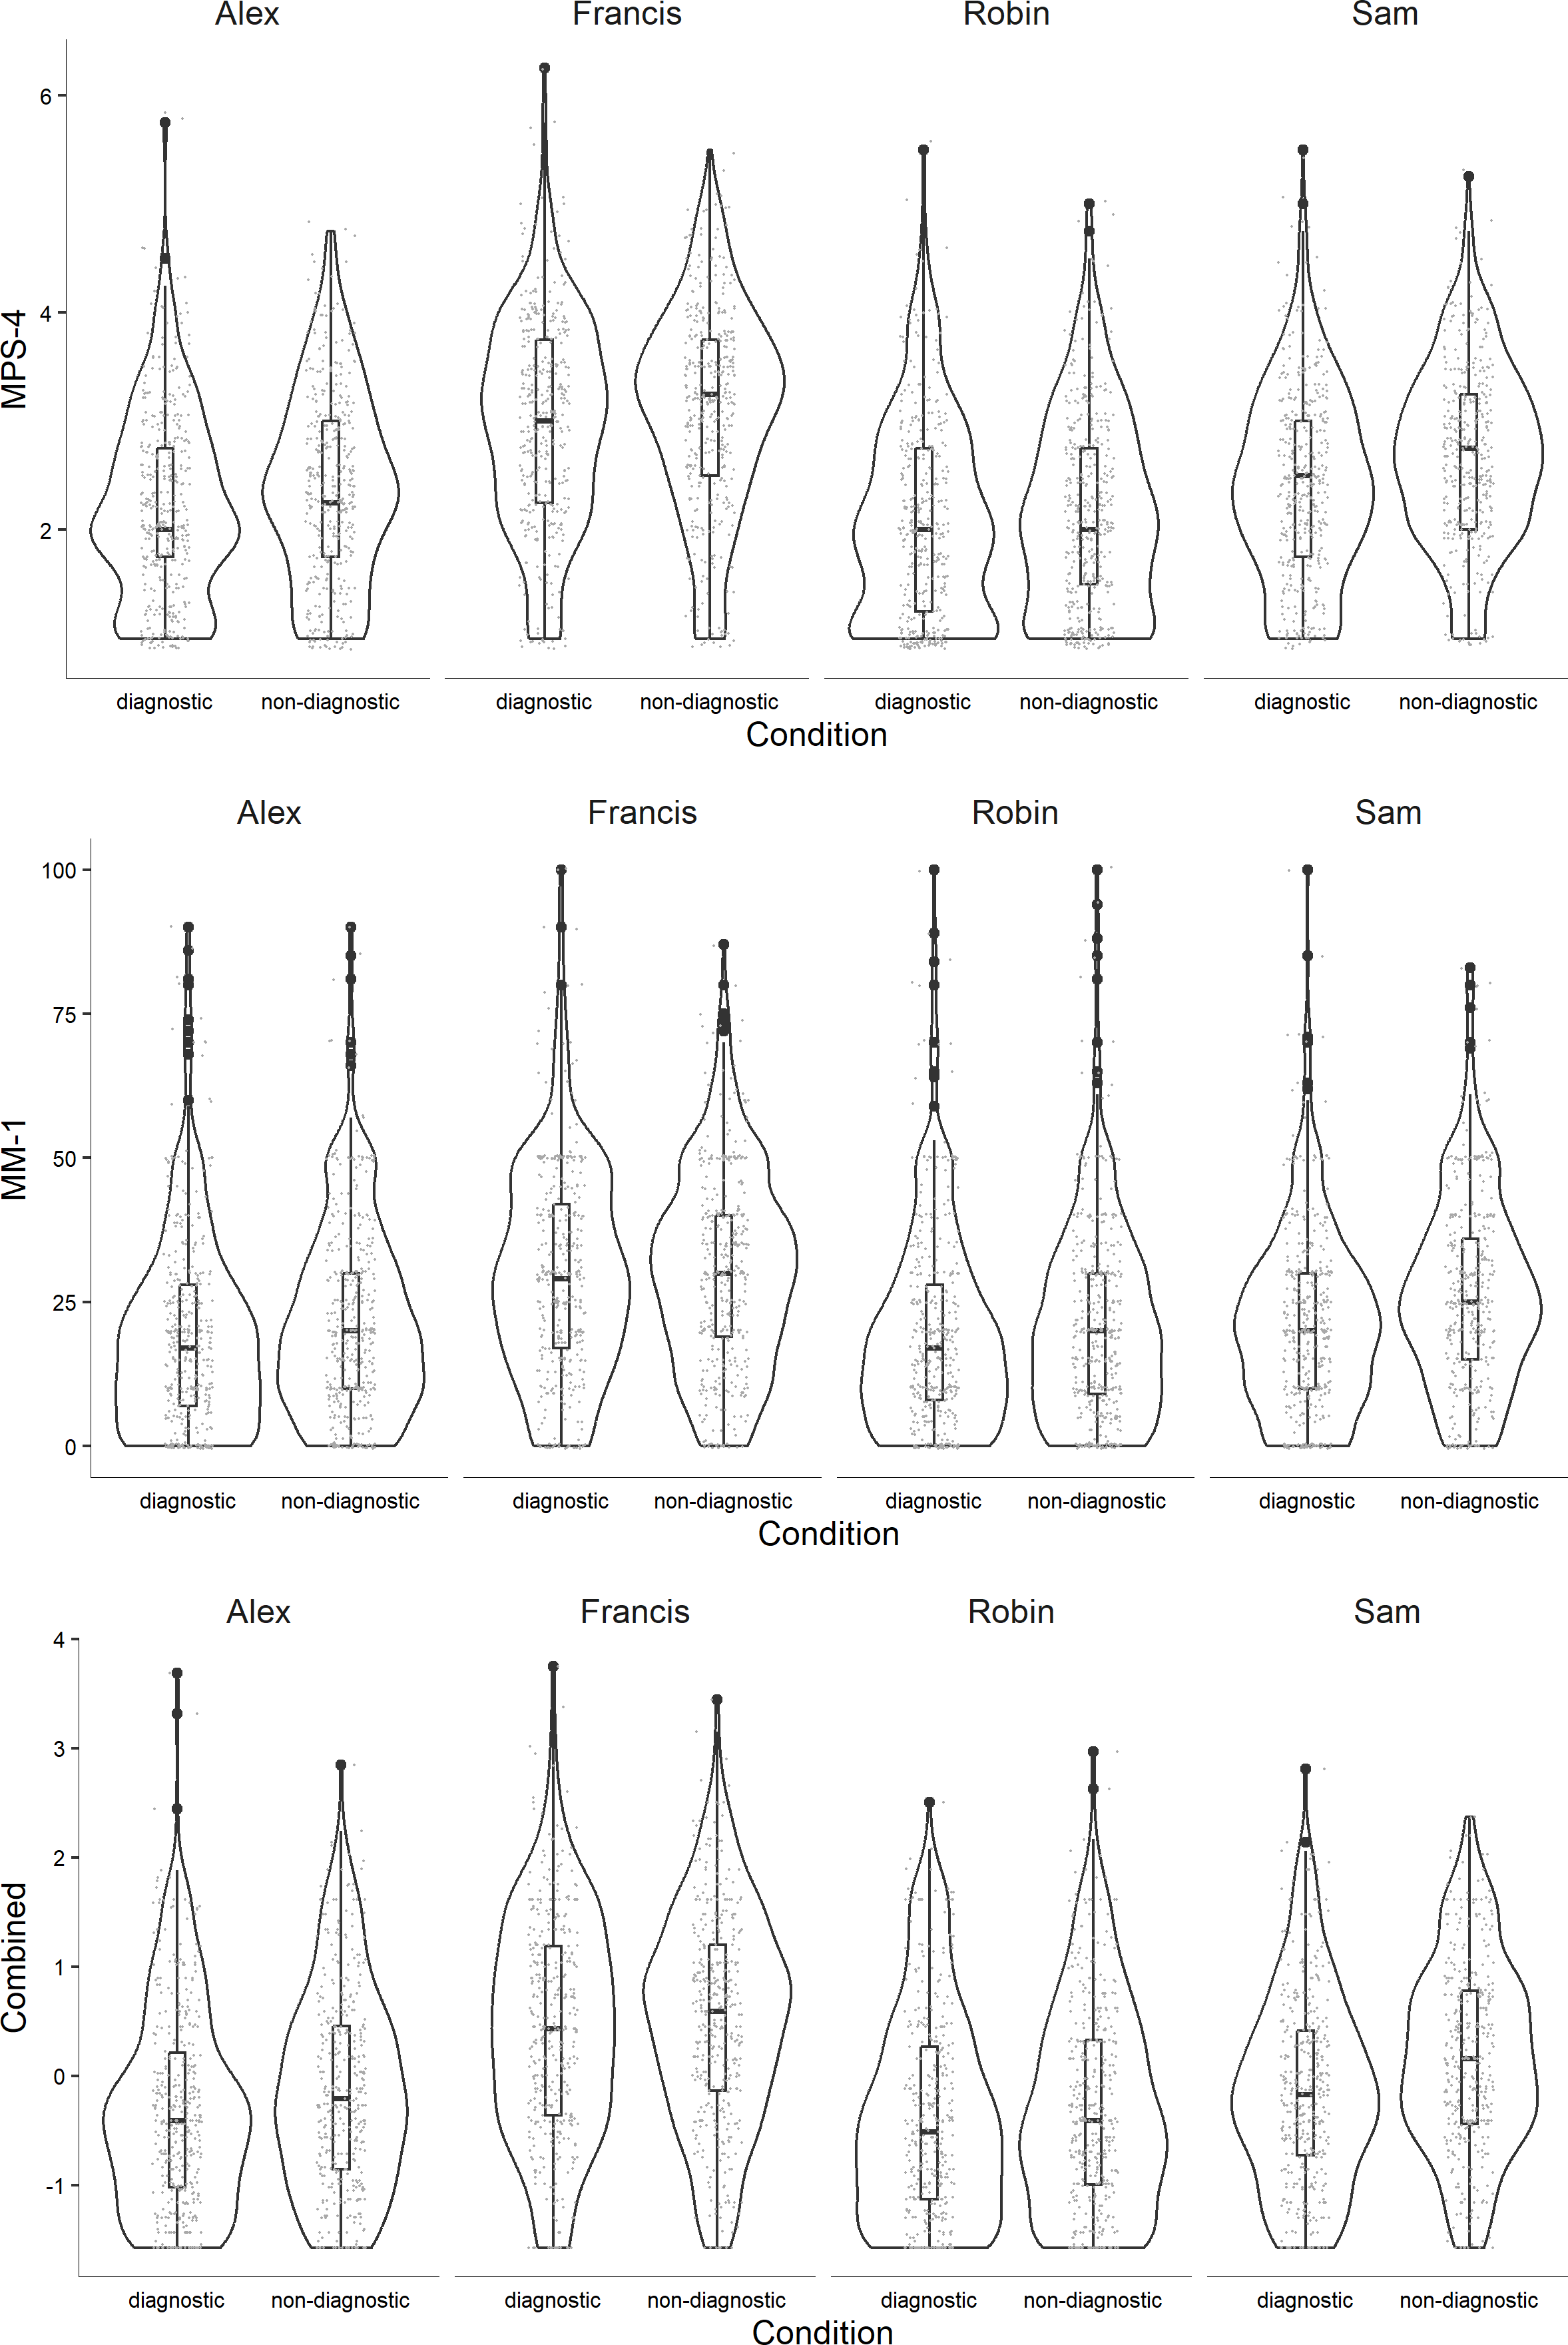 Alex Francis Robin Sam
6
4
2
MPS-4
diagnostic non-diagnostic diagnostic non-diagnostic diagnostic non-diagnostic diagnostic non-diagnostic
Condition
Alex Francis Robin Sam
100
75
50
25
0
MM-1
diagnostic non-diagnostic diagnostic non-diagnostic diagnostic non-diagnostic diagnostic non-diagnostic
Condition
Alex Francis Robin Sam
4
3
2
1
0
-1
Combined
diagnostic non-diagnostic diagnostic non-diagnostic diagnostic non-diagnostic diagnostic non-diagnostic
Condition